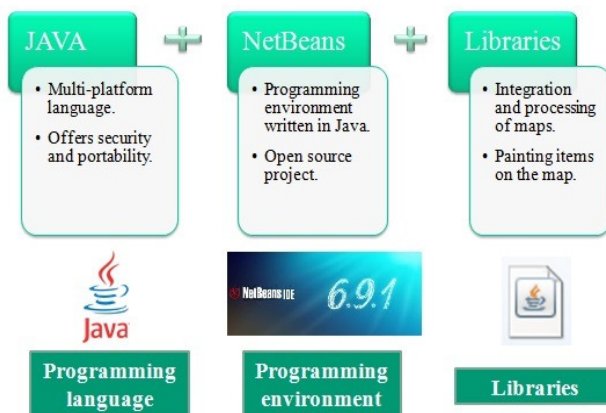 JAVA
NetBeans
Libraries
• Multi-platform
language.
• Offers security
and portability.
• Programming
environment
written in Java.
• Open source
project.
• Integration
and processing
of maps.
• Painting items
on the map.
Java
NetBeans IDE
6.9.1
Programming
language
Programming
environment
Libraries